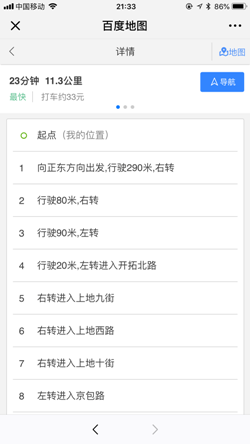 中国移动 21:33 86%
百度地图
详情 地图
23分钟 11.3公里
最快 打车约33元 导航
起点（我的位置）
1 向正东方向出发,行驶290米,右转
2 行驶80米,右转
3 行驶90米,左转
4 行驶20米,左转进入开拓北路
5 右转进入上地九街
6 右转进入上地西路
7 右转进入上地十街
8 左转进入京包路